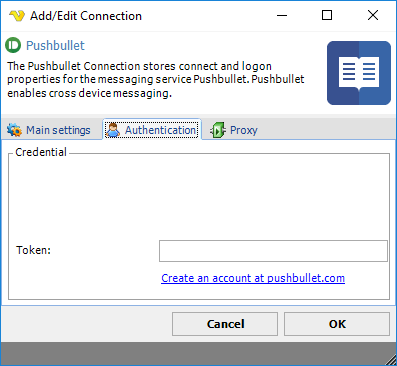 Add/Edit Connection
Pushbullet
The Pushbullet Connection stores connect and logon
properties for the messaging service Pushbullet. Pushbullet
enables cross device messaging.
Main settings Authentication Proxy
Credential
Token:
Create an account at pushbullet.com
Cancel OK